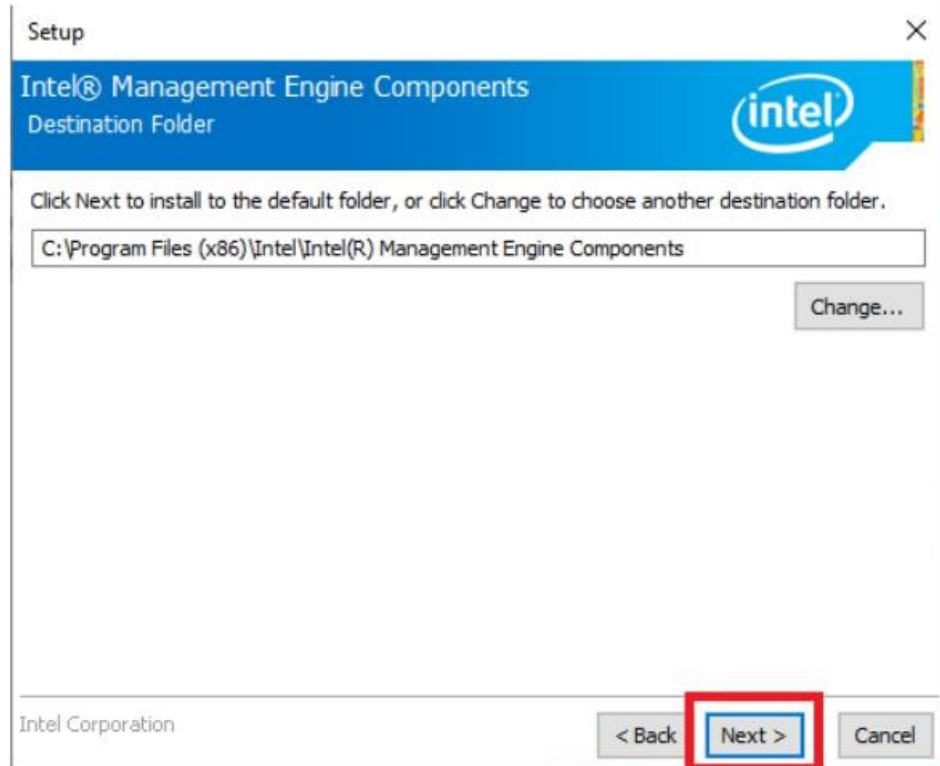 Setup
Intel® Management Engine Components
Destination Folder
intel
Click Next to install to the default folder, or click Change to choose another destination folder.
C:\Program Files (x86)\Intel\Intel(R) Management Engine Components
Change...
Intel Corporation
< Back
Next >
Cancel